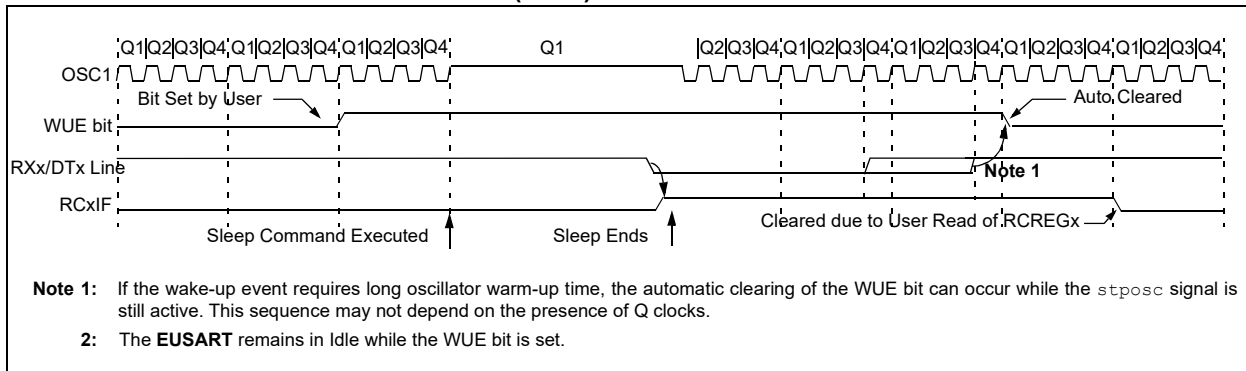 Q1 Q2 Q3 Q4 Q1 Q2 Q3 Q4 Q1 Q2 Q3 Q4 Q1 Q2 Q3 Q4 Q1 Q2 Q3 Q4 Q1 Q2 Q3 Q4 Q1 Q2 Q3 Q4 Q1 Q2 Q3 Q4
OSC1
Bit Set by User Auto Cleared
WUE bit
RXx/DTx Line
Note 1
RCxIF
Cleared due to User Read of RCREGx
Sleep Command Executed Sleep Ends
Note 1: If the wake-up event requires long oscillator warm-up time, the automatic clearing of the WUE bit can occur while the stposc signal is
still active. This sequence may not depend on the presence of Q clocks.
2: The EUSART remains in Idle while the WUE bit is set.